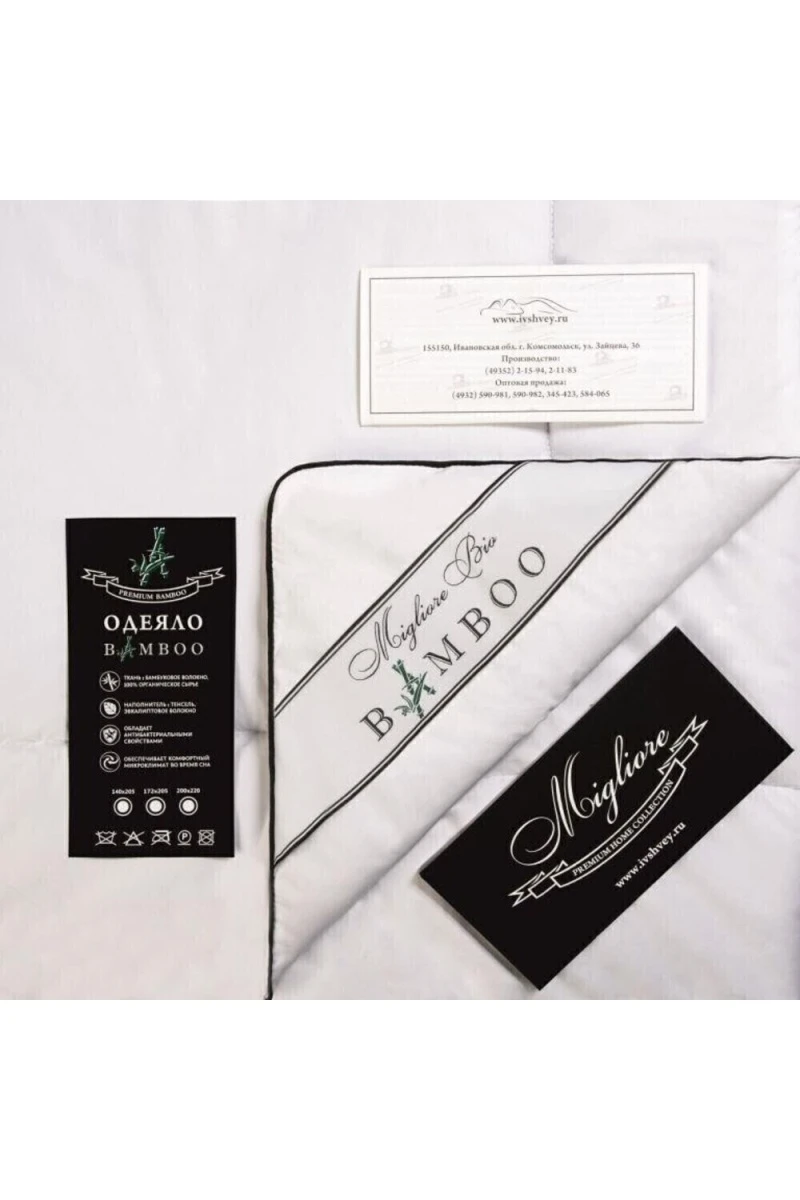 www.ivshvey.ru
155150, Ивановская обл. г. Комсомольск, ул. Зайцева, 36
Производство:
(49352) 2-15-94, 2-11-83
Оптовая продажа:
(4932) 590-981, 590-982, 345-423, 584-065
Migliore Bio
BAMBOO
PREMIUM BAMBOO
ОДЕЯЛО
BAMBOO
ТКАНЬ: БАМБУКОВОЕ ВОЛОКНО,
100% ОРГАНИЧЕСКОЕ СЫРЬЕ
НАПОЛНИТЕЛЬ: ТЕНСЕЛЬ,
ЭВКАЛИПТОВОЕ ВОЛОКНО
ОБЛАДАЕТ
АНТИБАКТЕРИАЛЬНЫМИ
СВОЙСТВАМИ
ОБЕСПЕЧИВАЕТ КОМФОРТНЫЙ
МИКРОКЛИМАТ ВО ВРЕМЯ СНА
140x205 172x205 200x220
P
Migliore
PREMIUM HOME COLLECTION
www.ivshvey.ru